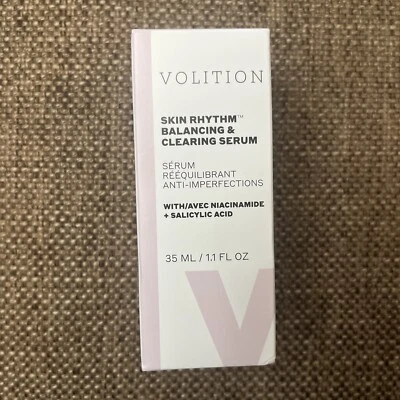 VOLITION
SKIN RHYTHM™
BALANCING &
CLEARING SERUM
SÉRUM
RÉÉQUILIBRANT
ANTI-IMPERFECTIONS
WITH/AVEC NIACINAMIDE
+ SALICYLIC ACID
35 ML / 1.1 FL OZ
V